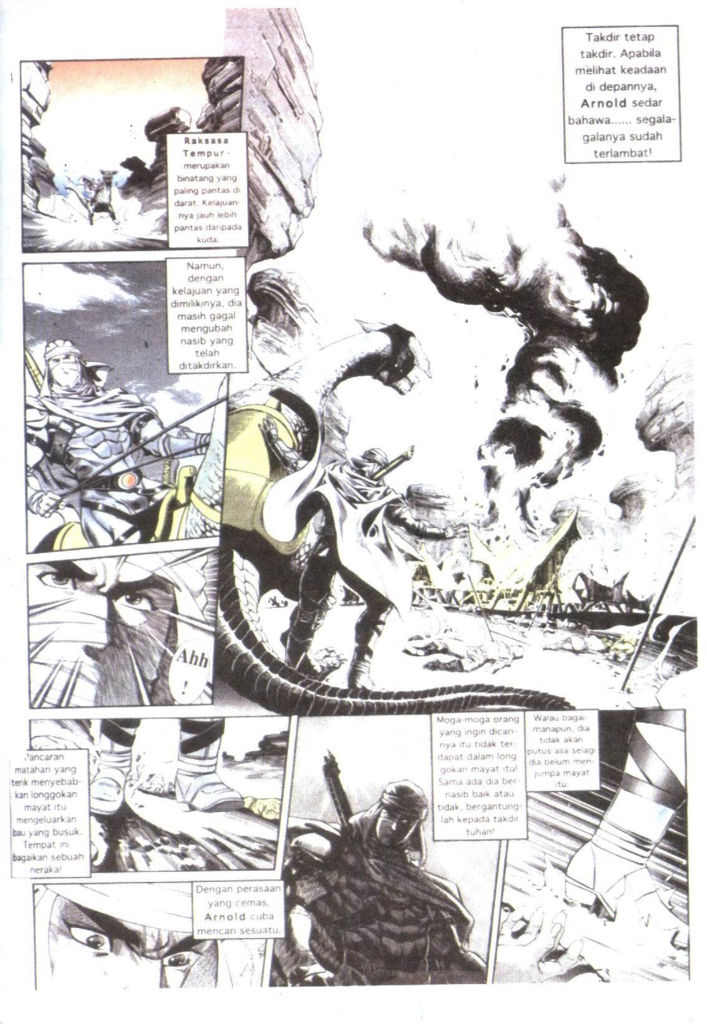 Takdir tetap
takdir. Apabila
melihat keadaan
di depannya,
Arnold sedar
bahawa...... segala-
galanya sudah
terlambat!
Raksasa
Tempur-
merupakan
binatang yang
paling pantas di
darat. Kelajuan-
nya jauh lebih
pantas daripada
kuda.
Namun,
dengan
kelajuan yang
dimilikinya, dia
masih gagal
mengubah
nasib yang
telah
ditakdirkan.
Ahh
!
Pancaran
matahan yang
terik menyebab-
kan longgokan
mayat itu
mengeluarkan
bau yang busuk.
Tempat ini
bagaikan sebuah
neraka!
Moga-moga orang
yang ingin dicari-
nya itu tidak ter-
dapat dalam long
gokan mayat itu!
Sama ada dia ber-
nasib baik atau
tidak, bergantung-
lah kepada takdir
tuhan!
Walau bagai-
manapun, dia
tidak akan
putus asa selagi
dia belum men-
jumpa mayat
itu.
Dengan perasaan
yang cemas,
Arnold cuba
mencari sesuatu.